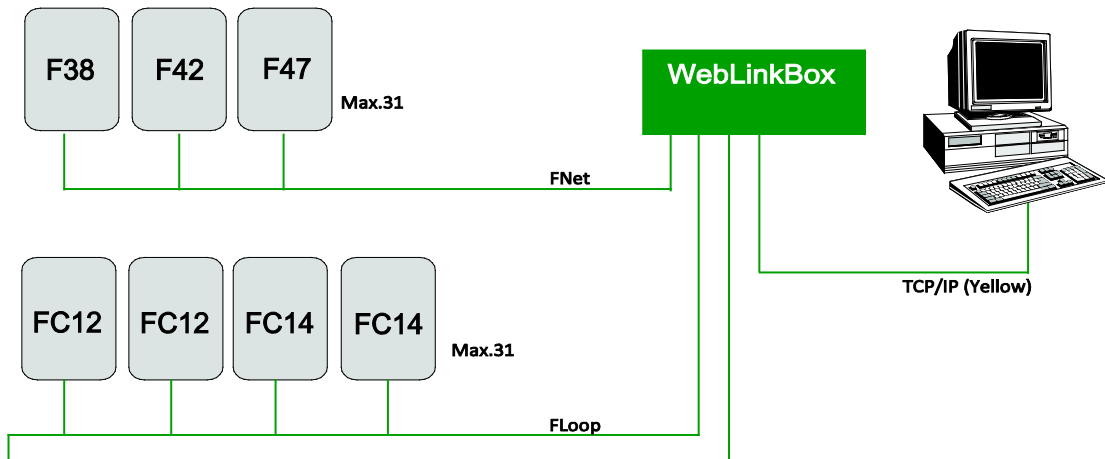 F38
F42
F47
Max.31
WebLinkBox
FNet
TCP/IP (Yellow)
FC12
FC12
FC14
FC14
Max.31
FLoop